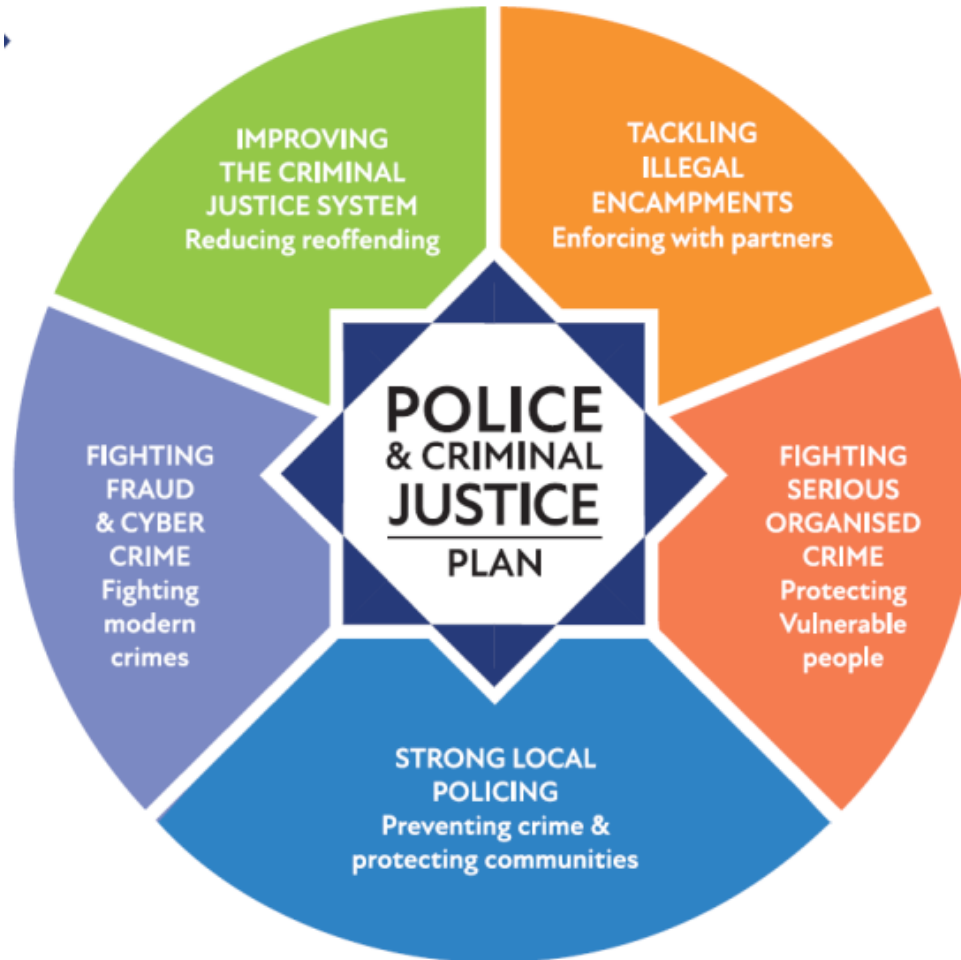 IMPROVING
THE CRIMINAL
JUSTICE SYSTEM
Reducing reoffending
TACKLING
ILLEGAL
ENCAMPMENTS
Enforcing with partners
POLICE
& CRIMINAL
JUSTICE
PLAN
FIGHTING
FRAUD
& CYBER
CRIME
Fighting
modern
crimes
FIGHTING
SERIOUS
ORGANISED
CRIME
Protecting
Vulnerable
people
STRONG LOCAL
POLICING
Preventing crime &
protecting communities